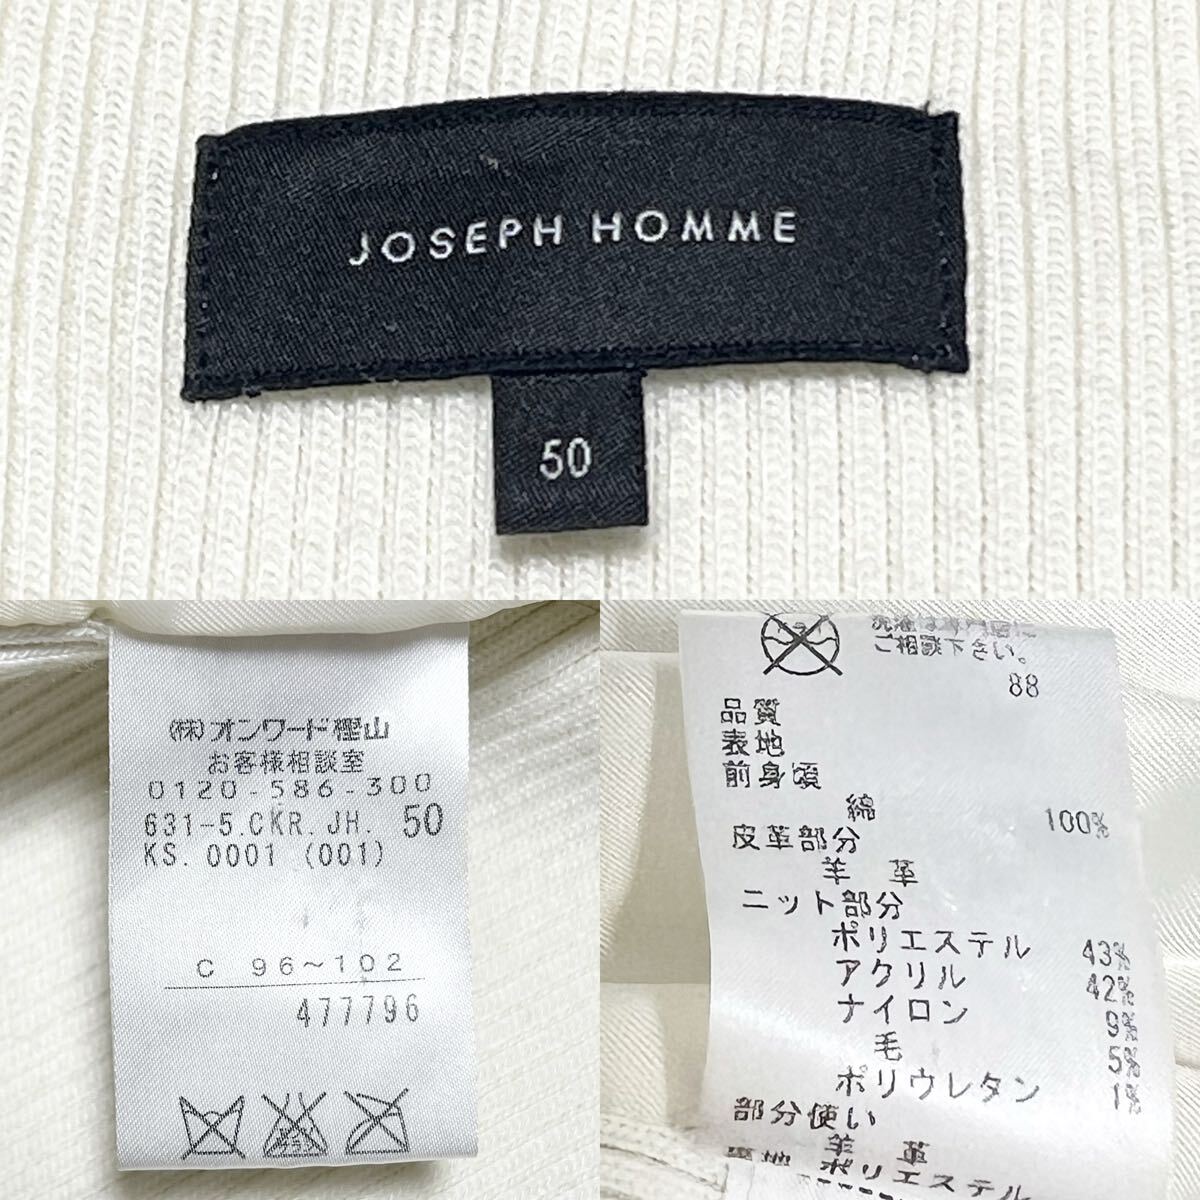 JOSEPH HOMME
50
(株)オンワード樫山
お客様相談室
0120-586-300
631-5.CKR.JH. 50
KS.0001 (001)
C 96～102
477796
ドライ
ご相談下さい。
88
品質
表地
前身頃
綿 100%
皮革部分
羊 革
ニット部分
ポリエステル 43%
アクリル 42%
ナイロン 9%
毛 5%
ポリウレタン 1%
部分使い
羊 革
裏地 ポリエステル